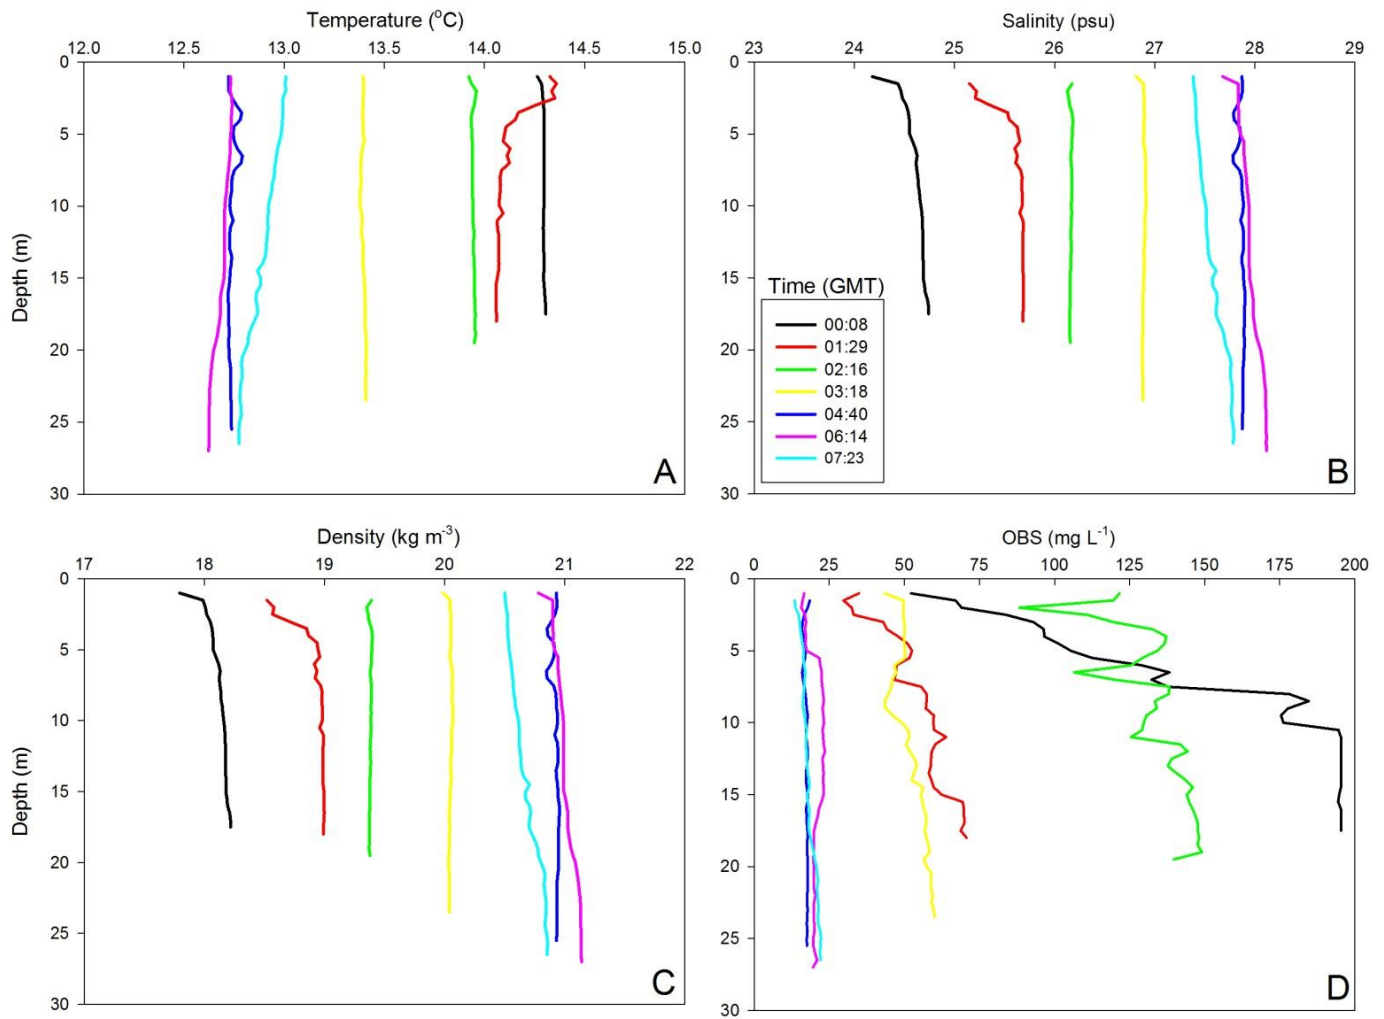 Temperature (°C)
12.0 12.5 13.0 13.5 14.0 14.5 15.0
0
5
10
15
20
25
30
Depth (m)
A
Salinity (psu)
23 24 25 26 27 28 29
0
5
10
15
20
25
30
Time (GMT)
00:08
01:29
02:16
03:18
04:40
06:14
07:23
B
Density (kg m⁻³)
17 18 19 20 21 22
0
5
10
15
20
25
30
Depth (m)
C
OBS (mg L⁻¹)
0 25 50 75 100 125 150 175 200
0
5
10
15
20
25
30
D